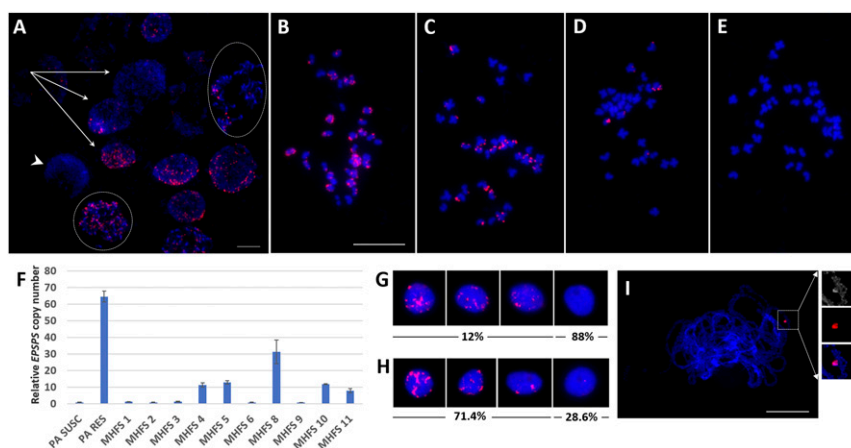 A
B
C
D
E
F
Relative EPSPS copy number
80
70
60
50
40
30
20
10
0
PA SUSC
PA RES
MHFS 1
MHFS 2
MHFS 3
MHFS 4
MHFS 5
MHFS 6
MHFS 8
MHFS 9
MHFS 10
MHFS 11
G
12% 88%
H
71.4% 28.6%
I